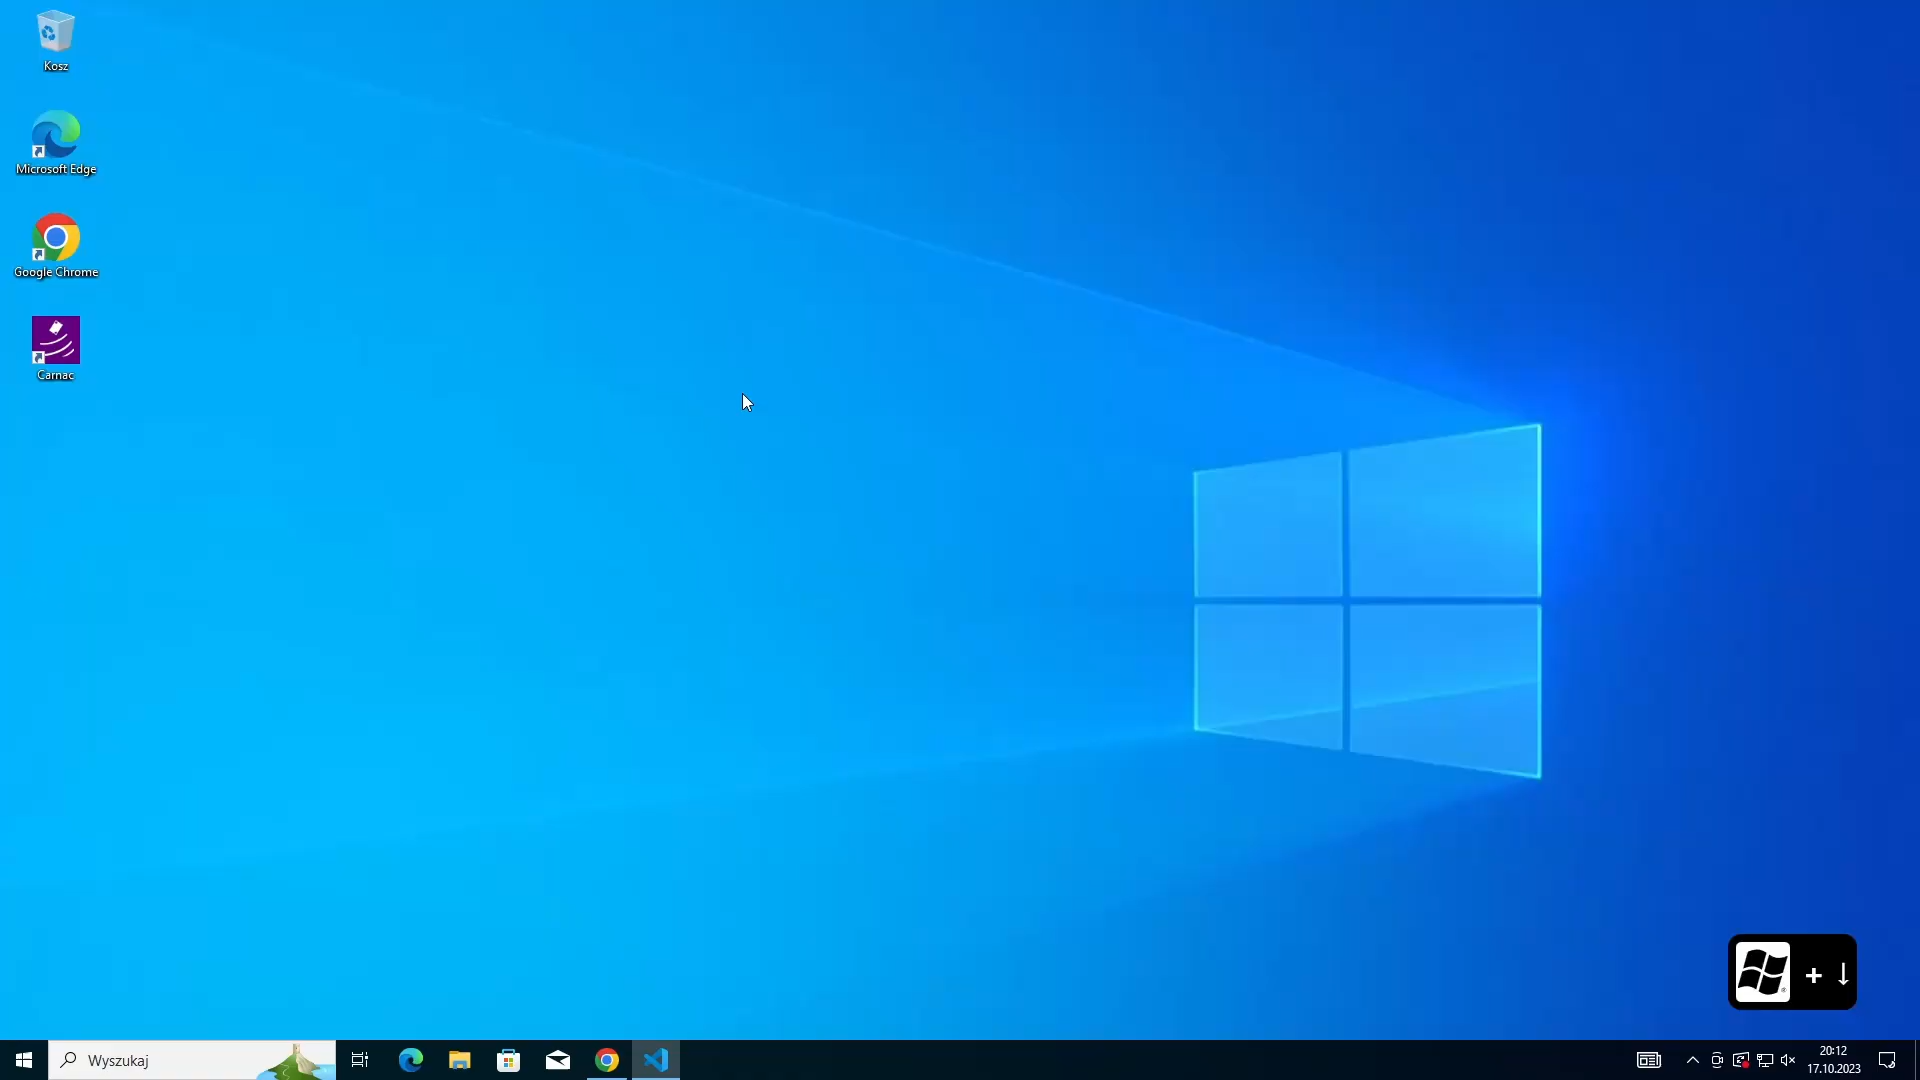 Kosz
Microsoft Edge
Google Chrome
Carnac
+ ↓
Wyszukaj
20:12
17.10.2023